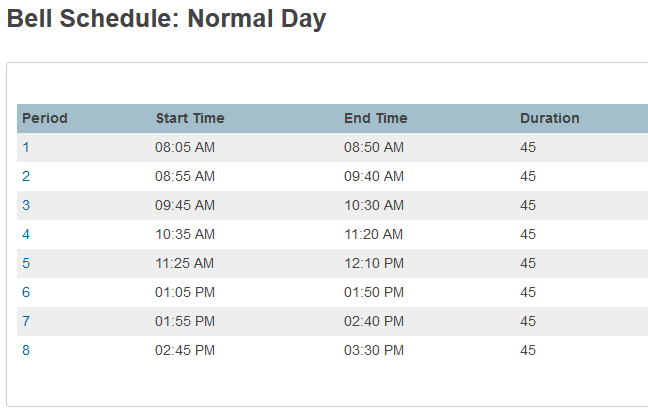 Bell Schedule: Normal Day
Period Start Time End Time Duration
1 08:05 AM 08:50 AM 45
2 08:55 AM 09:40 AM 45
3 09:45 AM 10:30 AM 45
4 10:35 AM 11:20 AM 45
5 11:25 AM 12:10 PM 45
6 01:05 PM 01:50 PM 45
7 01:55 PM 02:40 PM 45
8 02:45 PM 03:30 PM 45